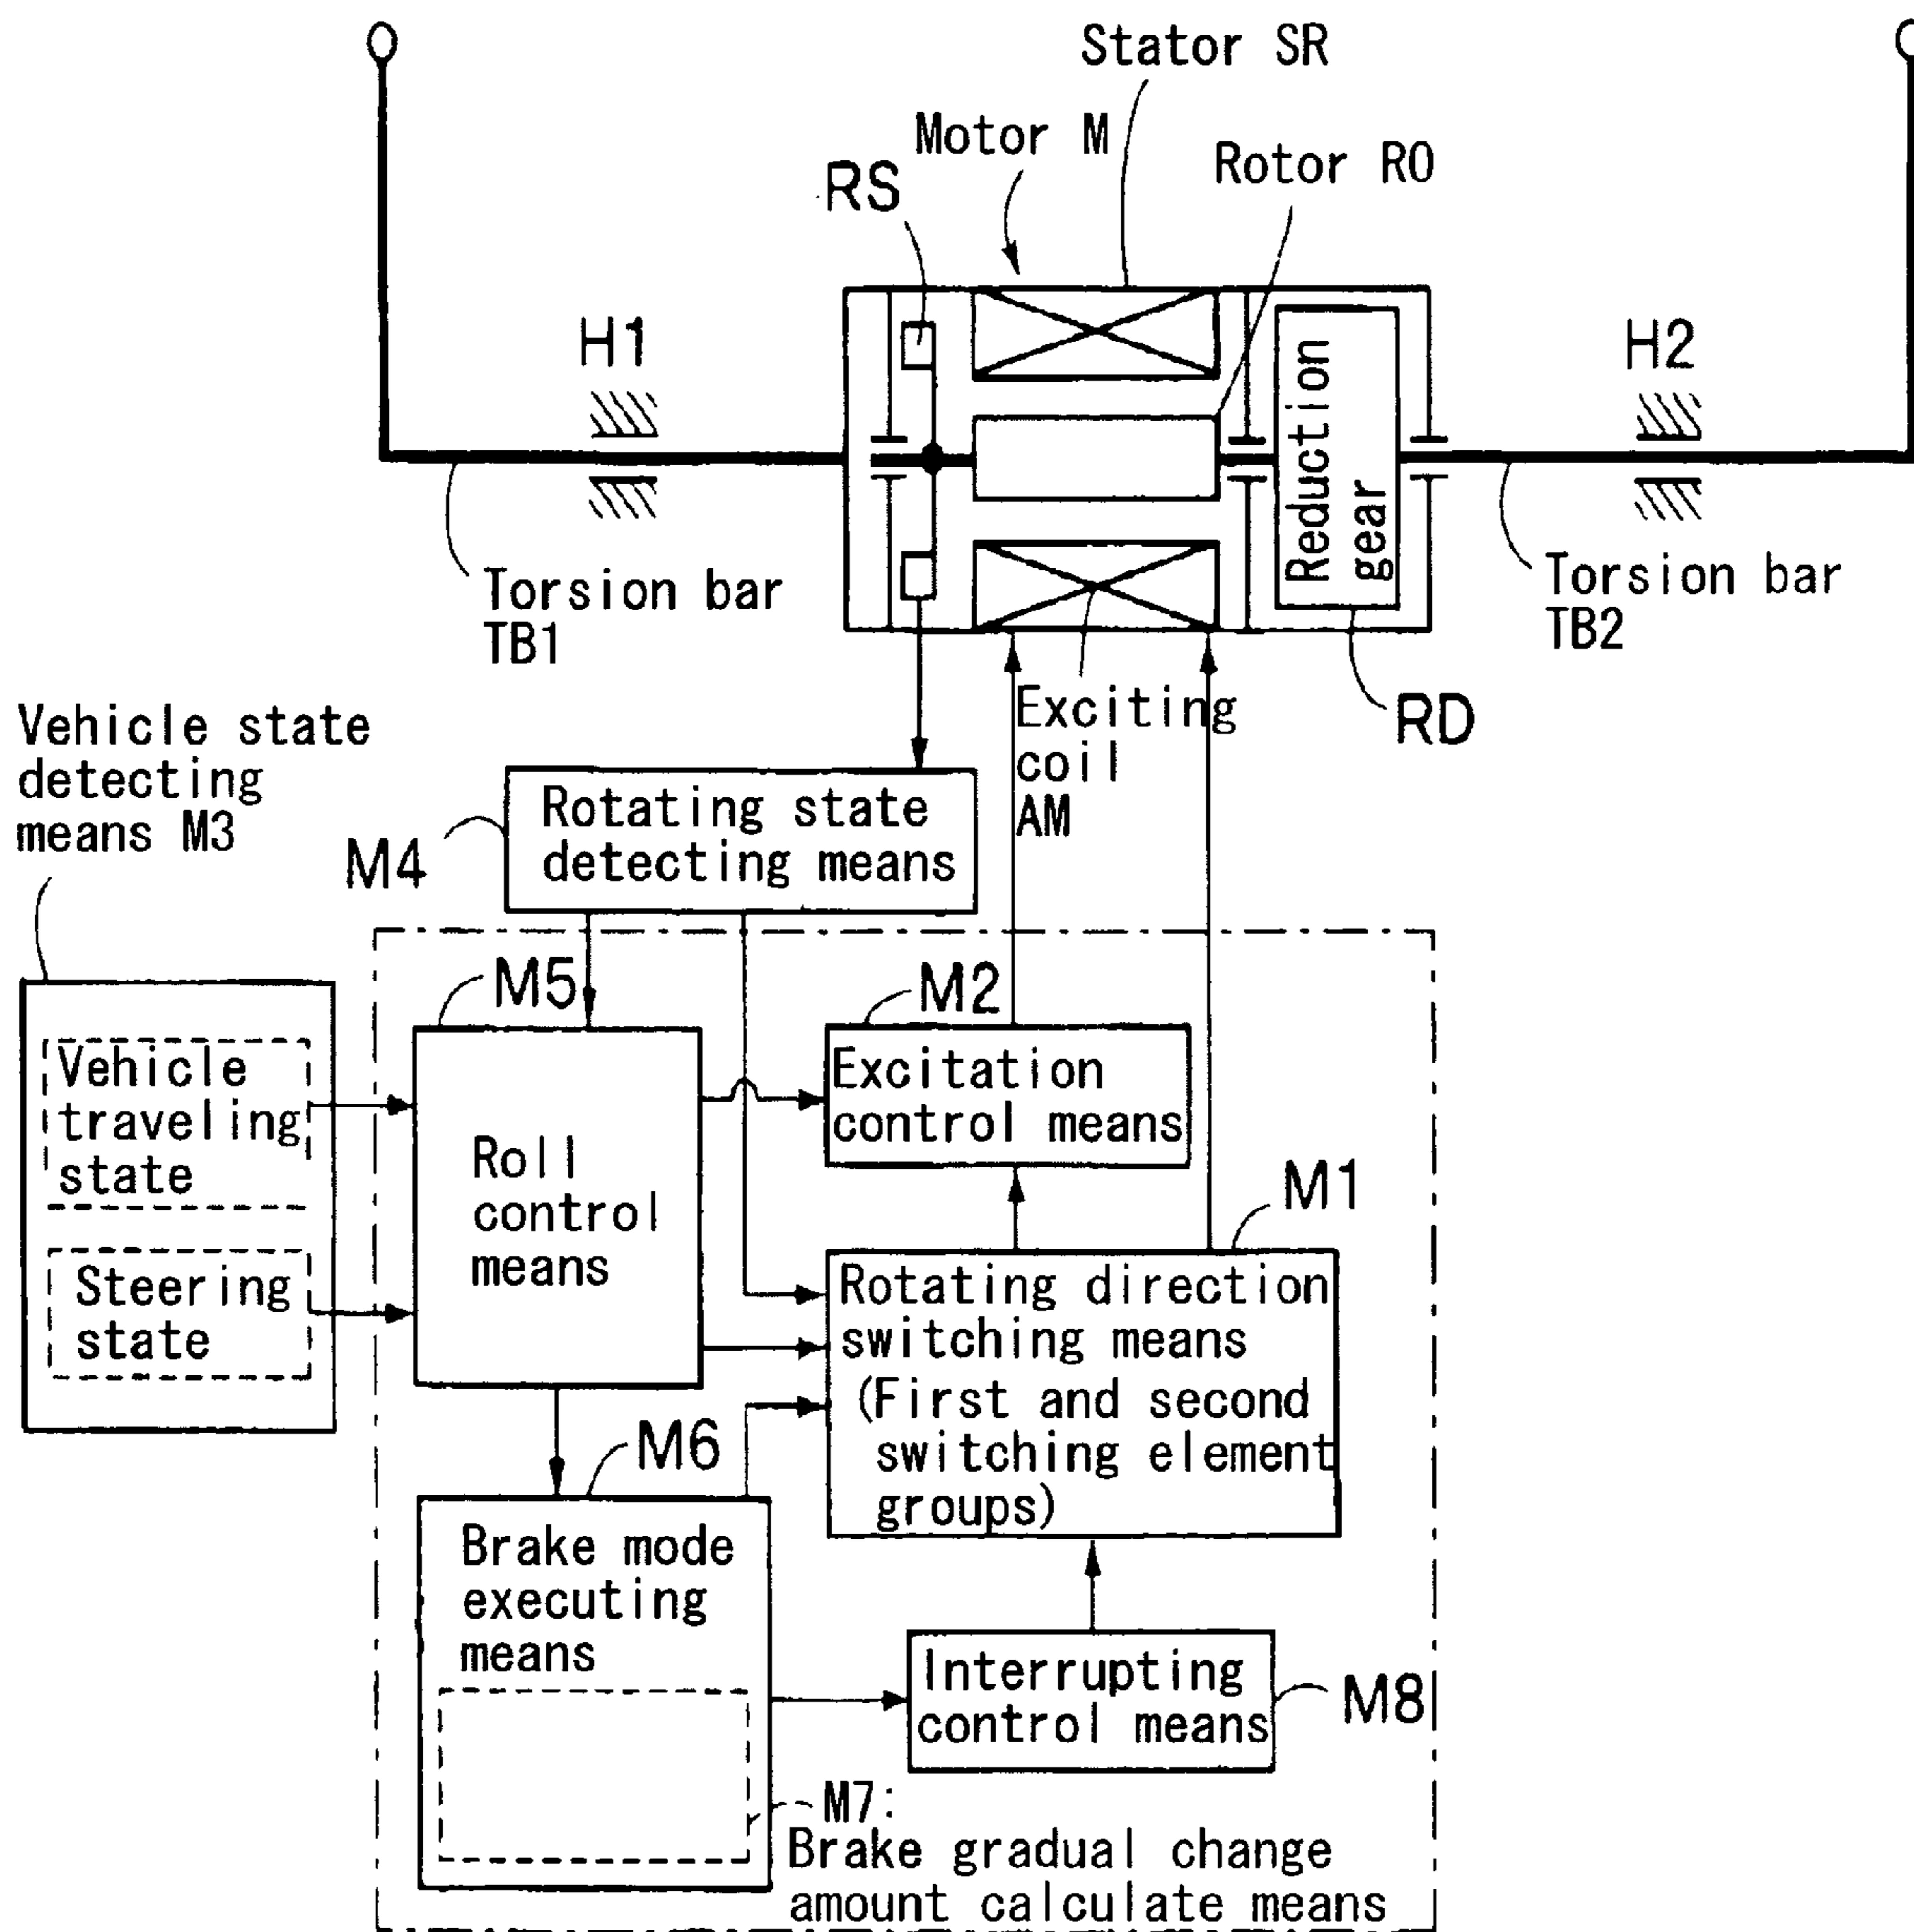 Stator SR
Motor M
Rotor RO
RS
H1
H2
Reduction
gear
Torsion bar
TB1
Torsion bar
TB2
Exciting
coil
AM
RD
Vehicle state
detecting
means M3
M4
Rotating state
detecting means
M5
M2
Vehicle
traveling
state
Excitation
control means
Roll
control
means
M1
Steering
state
Rotating direction
switching means
(First and second
switching element
groups)
M6
Brake mode
executing
means
Interrupting
control means
M8
M7:
Brake gradual change
amount calculate means